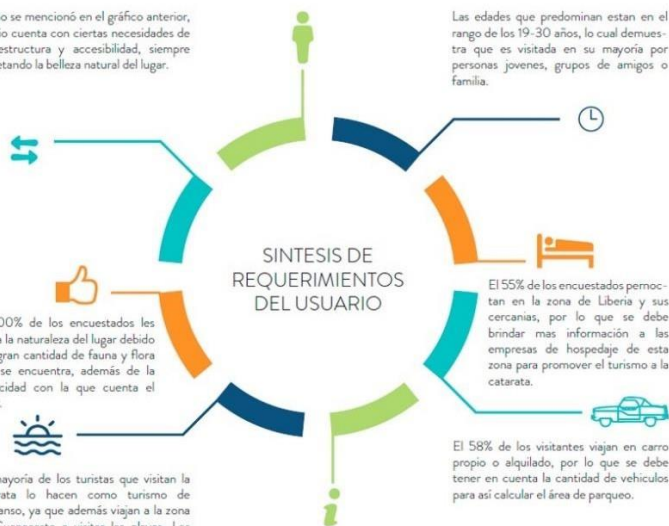 se mencionó en el gráfico anterior,
cuenta con ciertas necesidades de
estructura y accesibilidad, siempre
etando la belleza natural del lugar.
Las edades que predominan estan en el
rango de los 19-30 años, lo cual demues-
tra que es visitada en su mayoría por
personas jovenes, grupos de amigos o
familia.
SINTESIS DE
REQUERIMIENTOS
DEL USUARIO
El 55% de los encuestados pernoc-
tan en la zona de Liberia y sus
cercanias, por lo que se debe
brindar mas información a las
empresas de hospedaje de esta
zona para promover el turismo a la
catarata.
00% de los encuestados les
la naturaleza del lugar debido
gran cantidad de fauna y flora
se encuentra, además de la
cidad con la que cuenta el
El 58% de los visitantes viajan en carro
propio o alquilado, por lo que se debe
tener en cuenta la cantidad de vehiculos
para asi calcular el área de parqueo.
ayoría de los turistas que visitan la
rata lo hacen como turismo de
anso, ya que además viajan a la zona